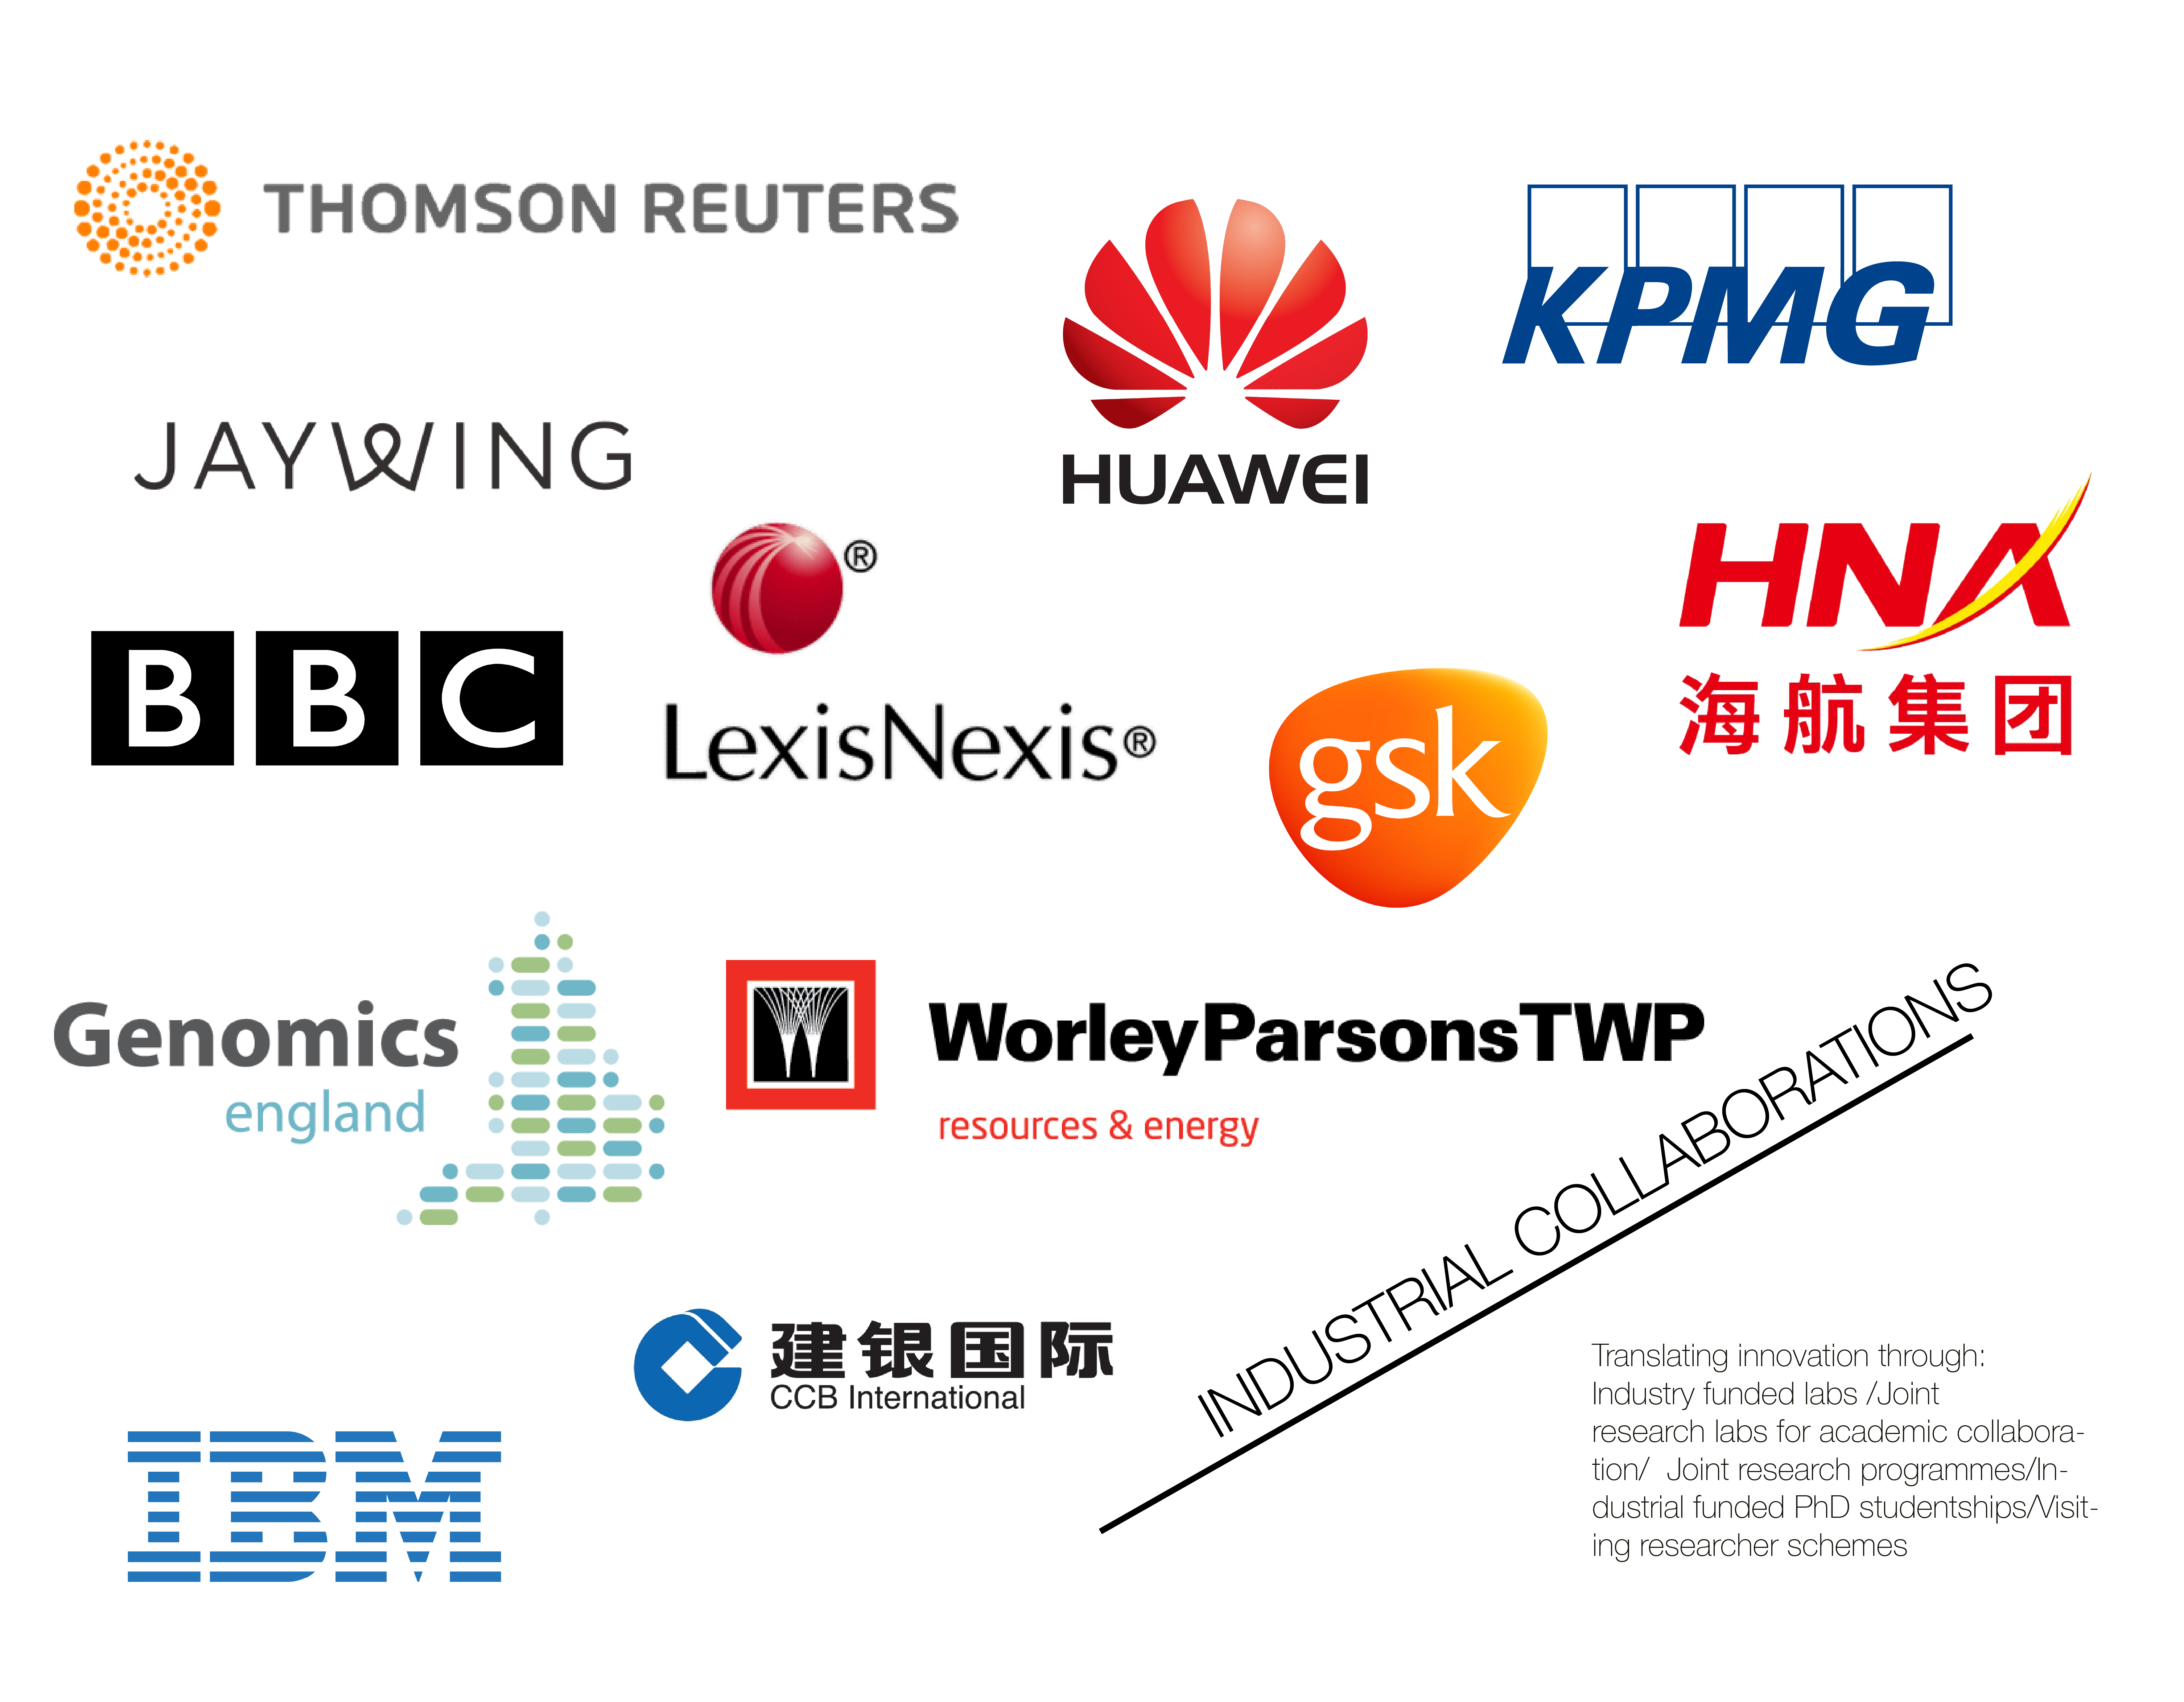 THOMSON REUTERS
HUAWEI
KPMG
JAYWING
HNA
海航集团
BBC
®
LexisNexis®
gsk
Genomics
england
WorleyParsonsTWP
resources & energy
INDUSTRIAL COLLABORATIONS
建银国际
CCB International
IBM
Translating innovation through:
Industry funded labs /Joint
research labs for academic collabora-
tion/  Joint research programmes/In-
dustrial funded PhD studentships/Visit-
ing researcher schemes